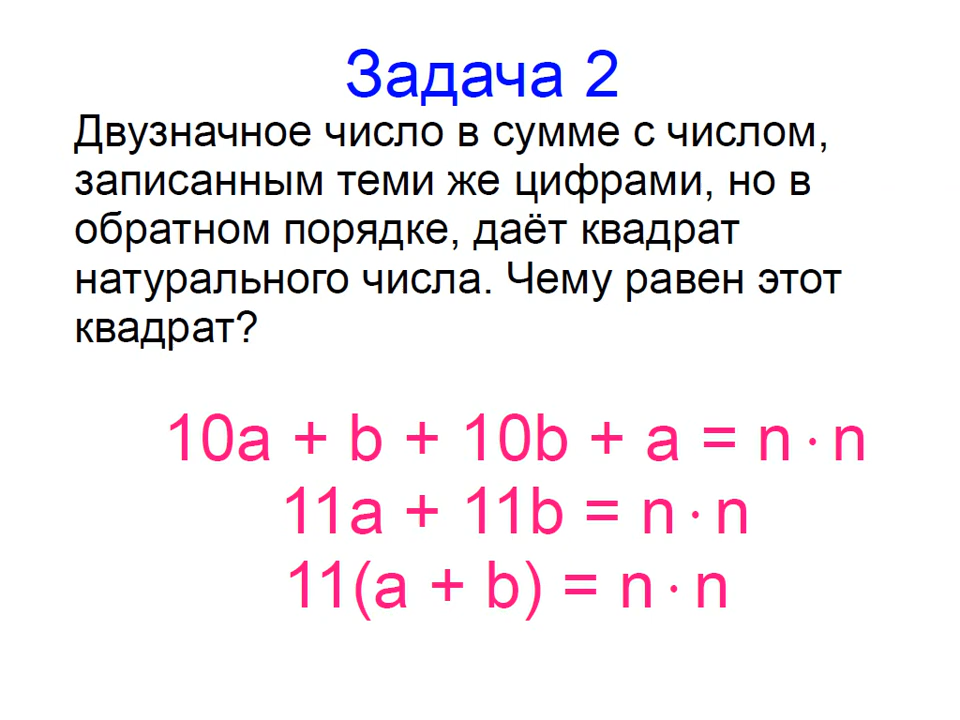 Задача 2
Двузначное число в сумме с числом,
записанным теми же цифрами, но в
обратном порядке, даёт квадрат
натурального числа. Чему равен этот
квадрат?
10a + b + 10b + a = n · n
11a + 11b = n · n
11(a + b) = n · n